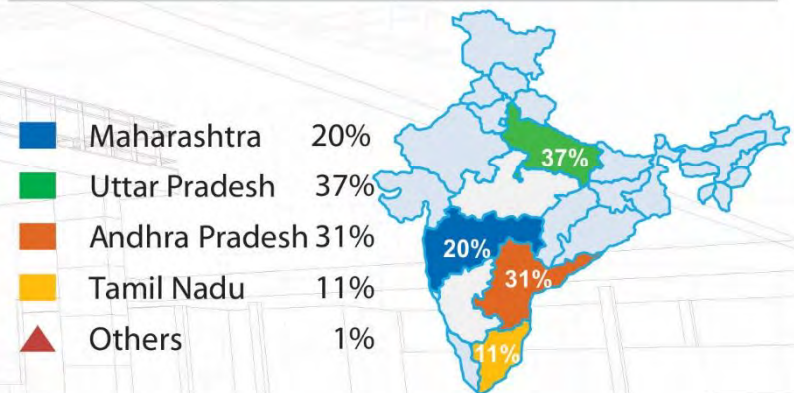 Maharashtra 20%
Uttar Pradesh 37%
Andhra Pradesh 31%
Tamil Nadu 11%
Others 1%
37%
20%
31%
11%